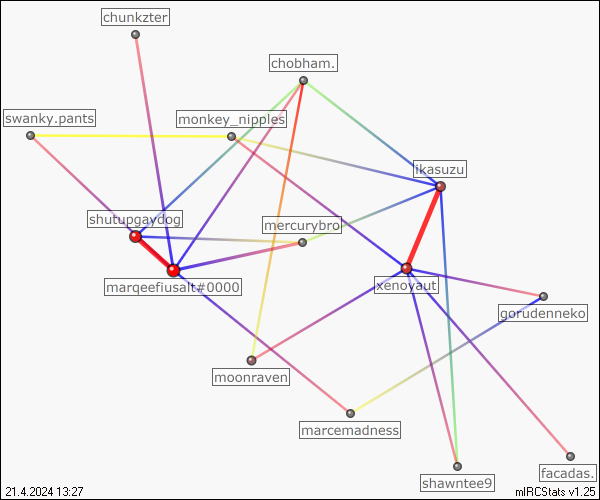 chunkzter
chobham.
swanky.pants
monkey_nipples
ikasuzu
shutupgaydog
mercurybro
marqeefiusalt#0000
xenoyaut
gorudenneko
moonraven
marcemadness
shawntee9
facadas.
21.4.2024 13:27
mIRCStats v1.25